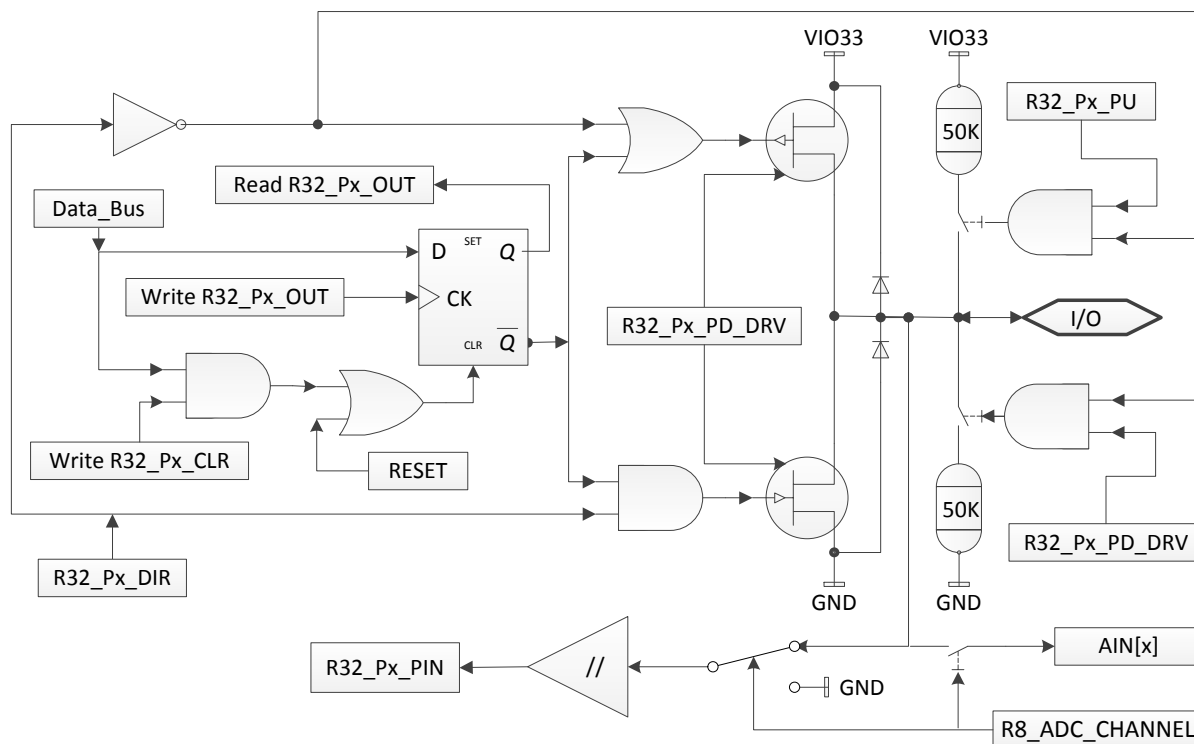 VIO33
VIO33
R32_Px_PU
50K
Read R32_Px_OUT
Data_Bus
D
SET
Q
Write R32_Px_OUT
CK
R32_Px_PD_DRV
I/O
CLR
Q
Write R32_Px_CLR
RESET
50K
R32_Px_PD_DRV
R32_Px_DIR
GND
GND
R32_Px_PIN
//
AIN[x]
GND
R8_ADC_CHANNEL